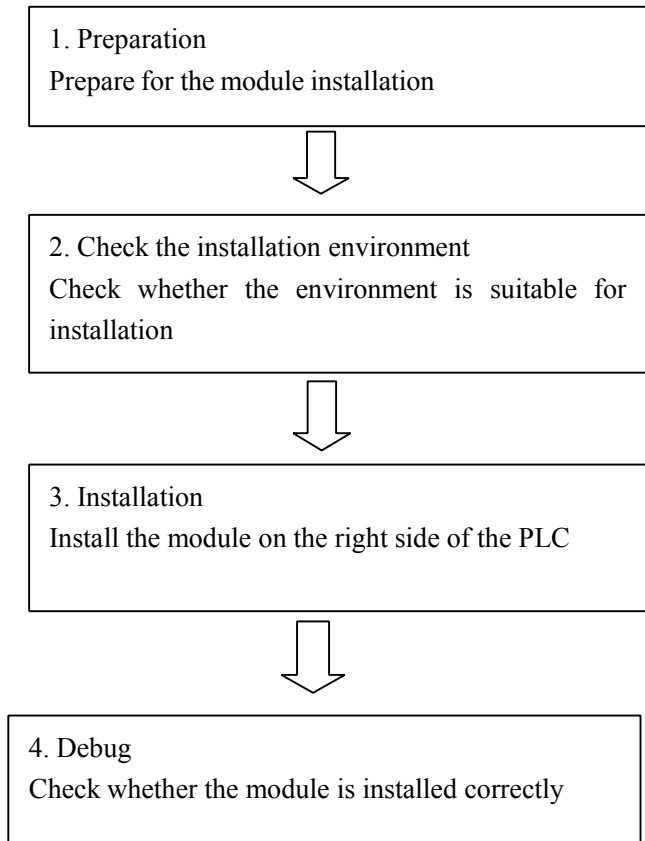 1. Preparation
Prepare for the module installation
2. Check the installation environment
Check whether the environment is suitable for
installation
3. Installation
Install the module on the right side of the PLC
4. Debug
Check whether the module is installed correctly